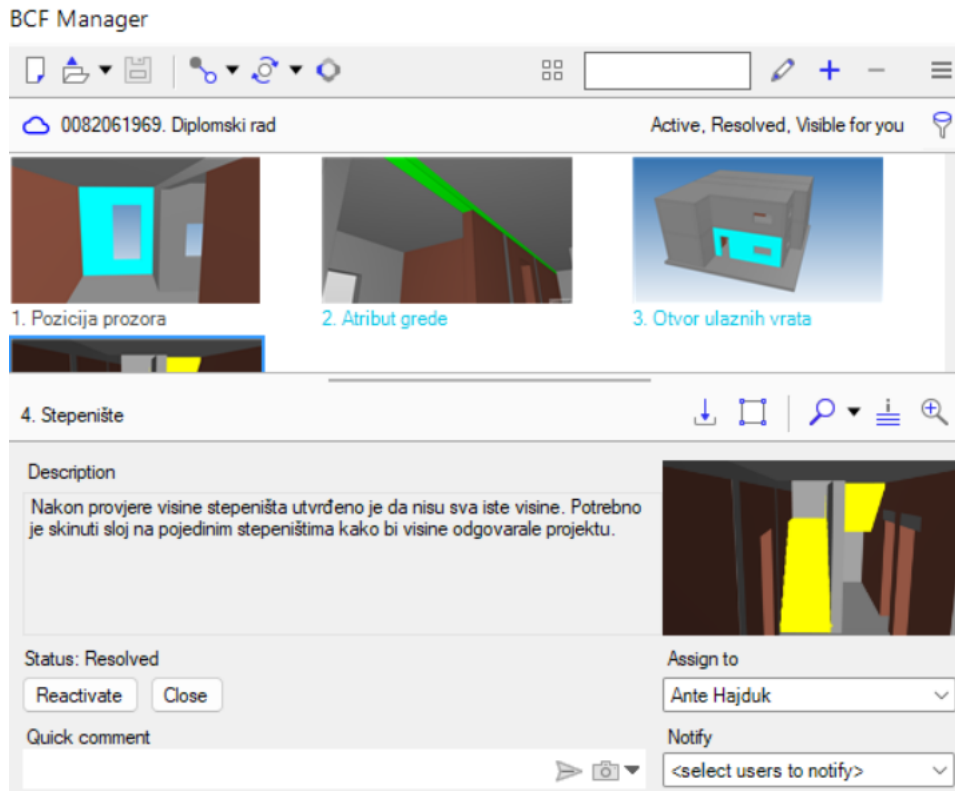 BCF Manager
0082061969. Diplomski rad
Active, Resolved, Visible for you
1. Pozicija prozora
2. Atribut grede
3. Otvor ulaznih vrata
4. Stepenište
Description
Nakon provjere visine stepeništa utvrđeno je da nisu sva iste visine. Potrebno
je skinuti sloj na pojedinim stepeništima kako bi visine odgovarale projektu.
Status: Resolved
Assign to
Reactivate
Close
Ante Hajduk
Quick comment
Notify
<select users to notify>